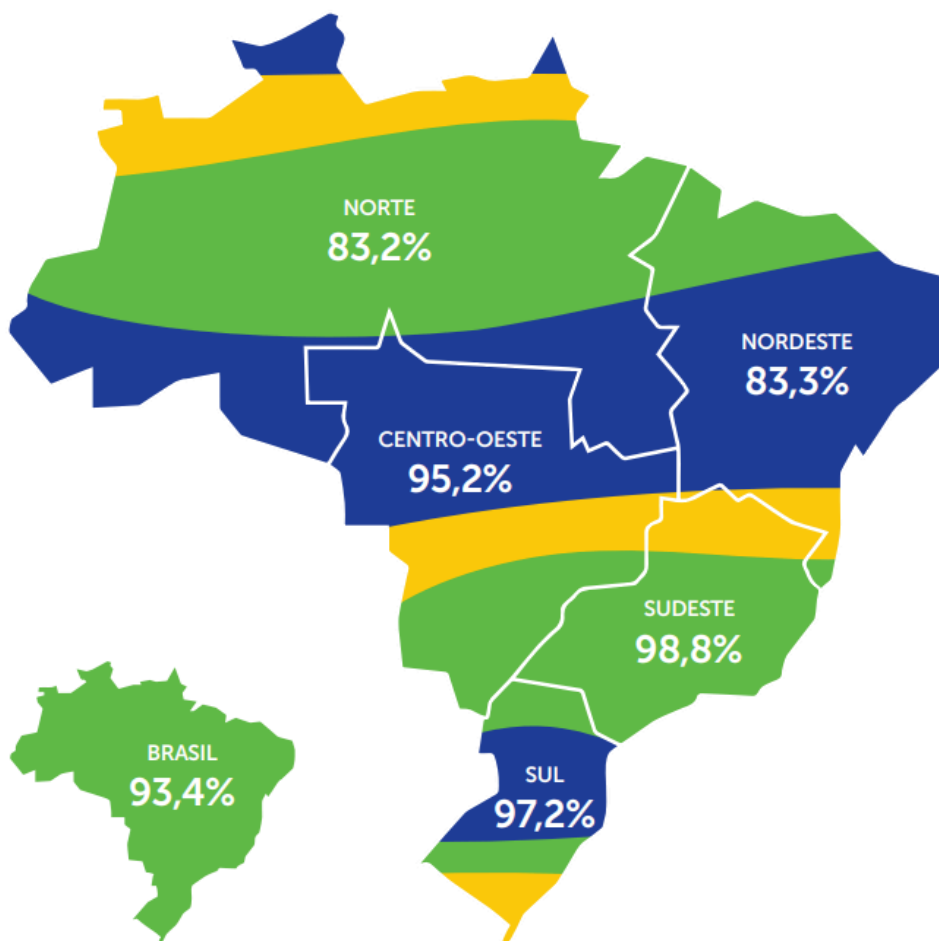 NORTE
83,2%
NORDESTE
83,3%
CENTRO-OESTE
95,2%
SUDESTE
98,8%
BRASIL
93,4%
SUL
97,2%